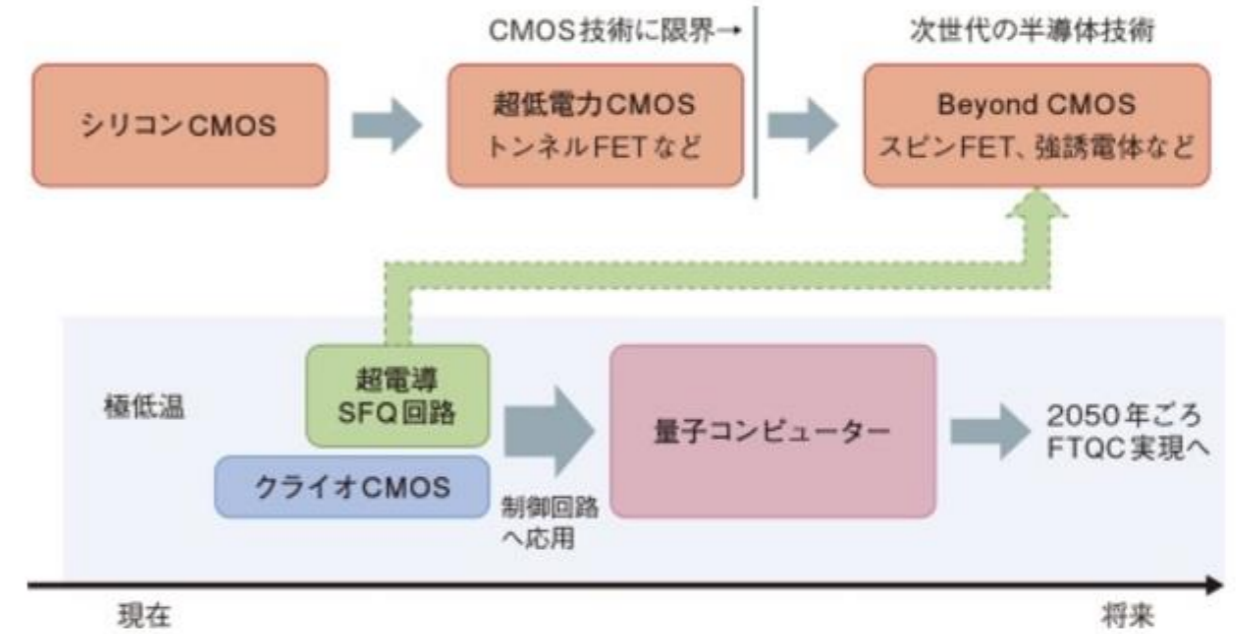 CMOS技術に限界→
次世代の半導体技術
シリコンCMOS
超低電力CMOS
トンネルFETなど
Beyond CMOS
スピンFET、強誘電体など
極低温
超電導
SFQ回路
クライオCMOS
制御回路
へ応用
量子コンピューター
2050年ごろ
FTQC実現へ
現在
将来